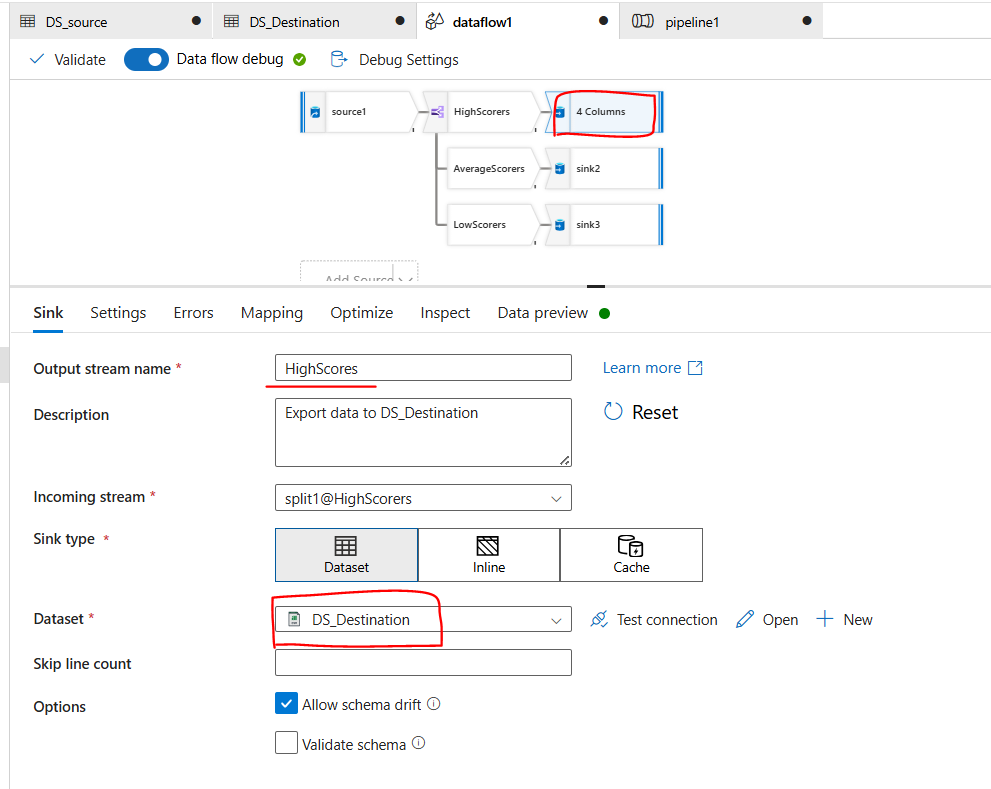 DS_source
DS_Destination
dataflow1
pipeline1
Validate
Data flow debug
Debug Settings
source1
HighScorers
4 Columns
AverageScorers
sink2
LowScorers
sink3
Add Source
Sink
Settings
Errors
Mapping
Optimize
Inspect
Data preview
Output stream name *
HighScores
Learn more
Description
Export data to DS_Destination
Reset
Incoming stream *
split1@HighScorers
Sink type *
Dataset
Inline
Cache
Dataset *
DS_Destination
Test connection
Open
New
Skip line count
Options
Allow schema drift
Validate schema